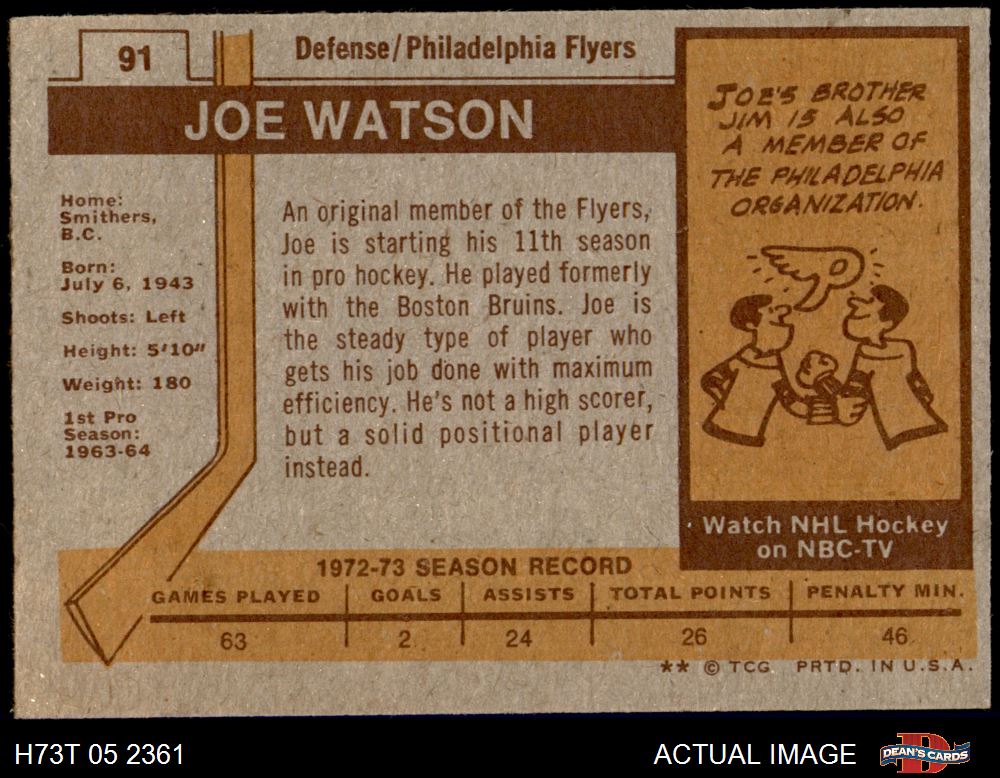 91
Defense/Philadelphia Flyers
JOE WATSON
Home:
Smithers,
B.C.
Born:
July 6, 1943
Shoots: Left
Height: 5'10"
Weight: 180
1st Pro
Season:
1963-64
An original member of the Flyers,
Joe is starting his 11th season
in pro hockey. He played formerly
with the Boston Bruins. Joe is
the steady type of player who
gets his job done with maximum
efficiency. He's not a high scorer,
but a solid positional player
instead.
JOE'S BROTHER
JIM IS ALSO
A MEMBER OF
THE PHILADELPHIA
ORGANIZATION.
Watch NHL Hockey
on NBC-TV
1972-73 SEASON RECORD
GAMES PLAYED GOALS ASSISTS TOTAL POINTS PENALTY MIN.
63 2 24 26 46
** © TCG PRTD. IN U.S.A.
H73T 05 2361
ACTUAL IMAGE
DEAN'S CARDS